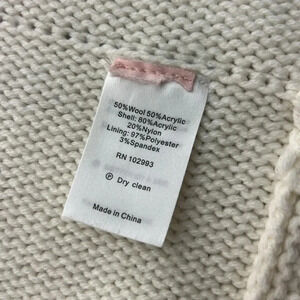 50%Wool 50%Acrylic
Shell: 80%Acrylic
20%Nylon
Lining: 97%Polyester
3%Spandex
RN 102993
Ⓟ Dry clean
Made in China